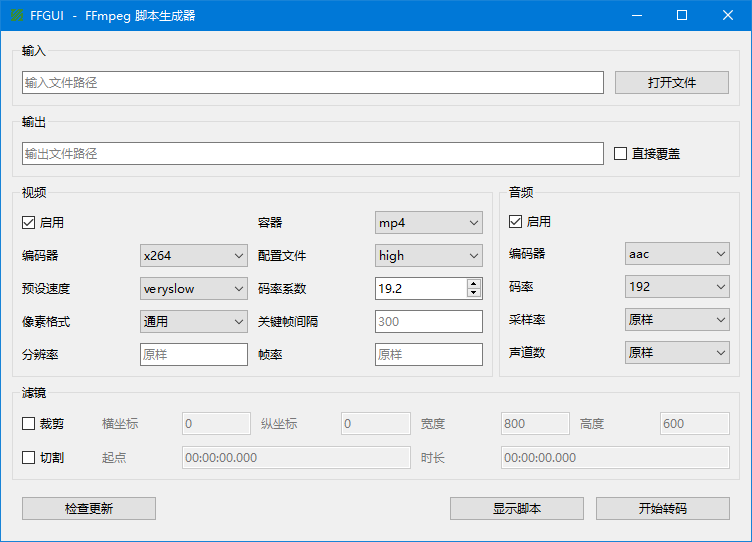 FFGUI - FFmpeg 脚本生成器
输入
输入文件路径
打开文件
输出
输出文件路径
直接覆盖
视频
启用
容器
mp4
编码器
x264
配置文件
high
预设速度
veryslow
码率系数
19.2
像素格式
通用
关键帧间隔
300
分辨率
原样
帧率
原样
音频
启用
编码器
aac
码率
192
采样率
原样
声道数
原样
滤镜
裁剪
横坐标
0
纵坐标
0
宽度
800
高度
600
切割
起点
00:00:00.000
时长
00:00:00.000
检查更新
显示脚本
开始转码